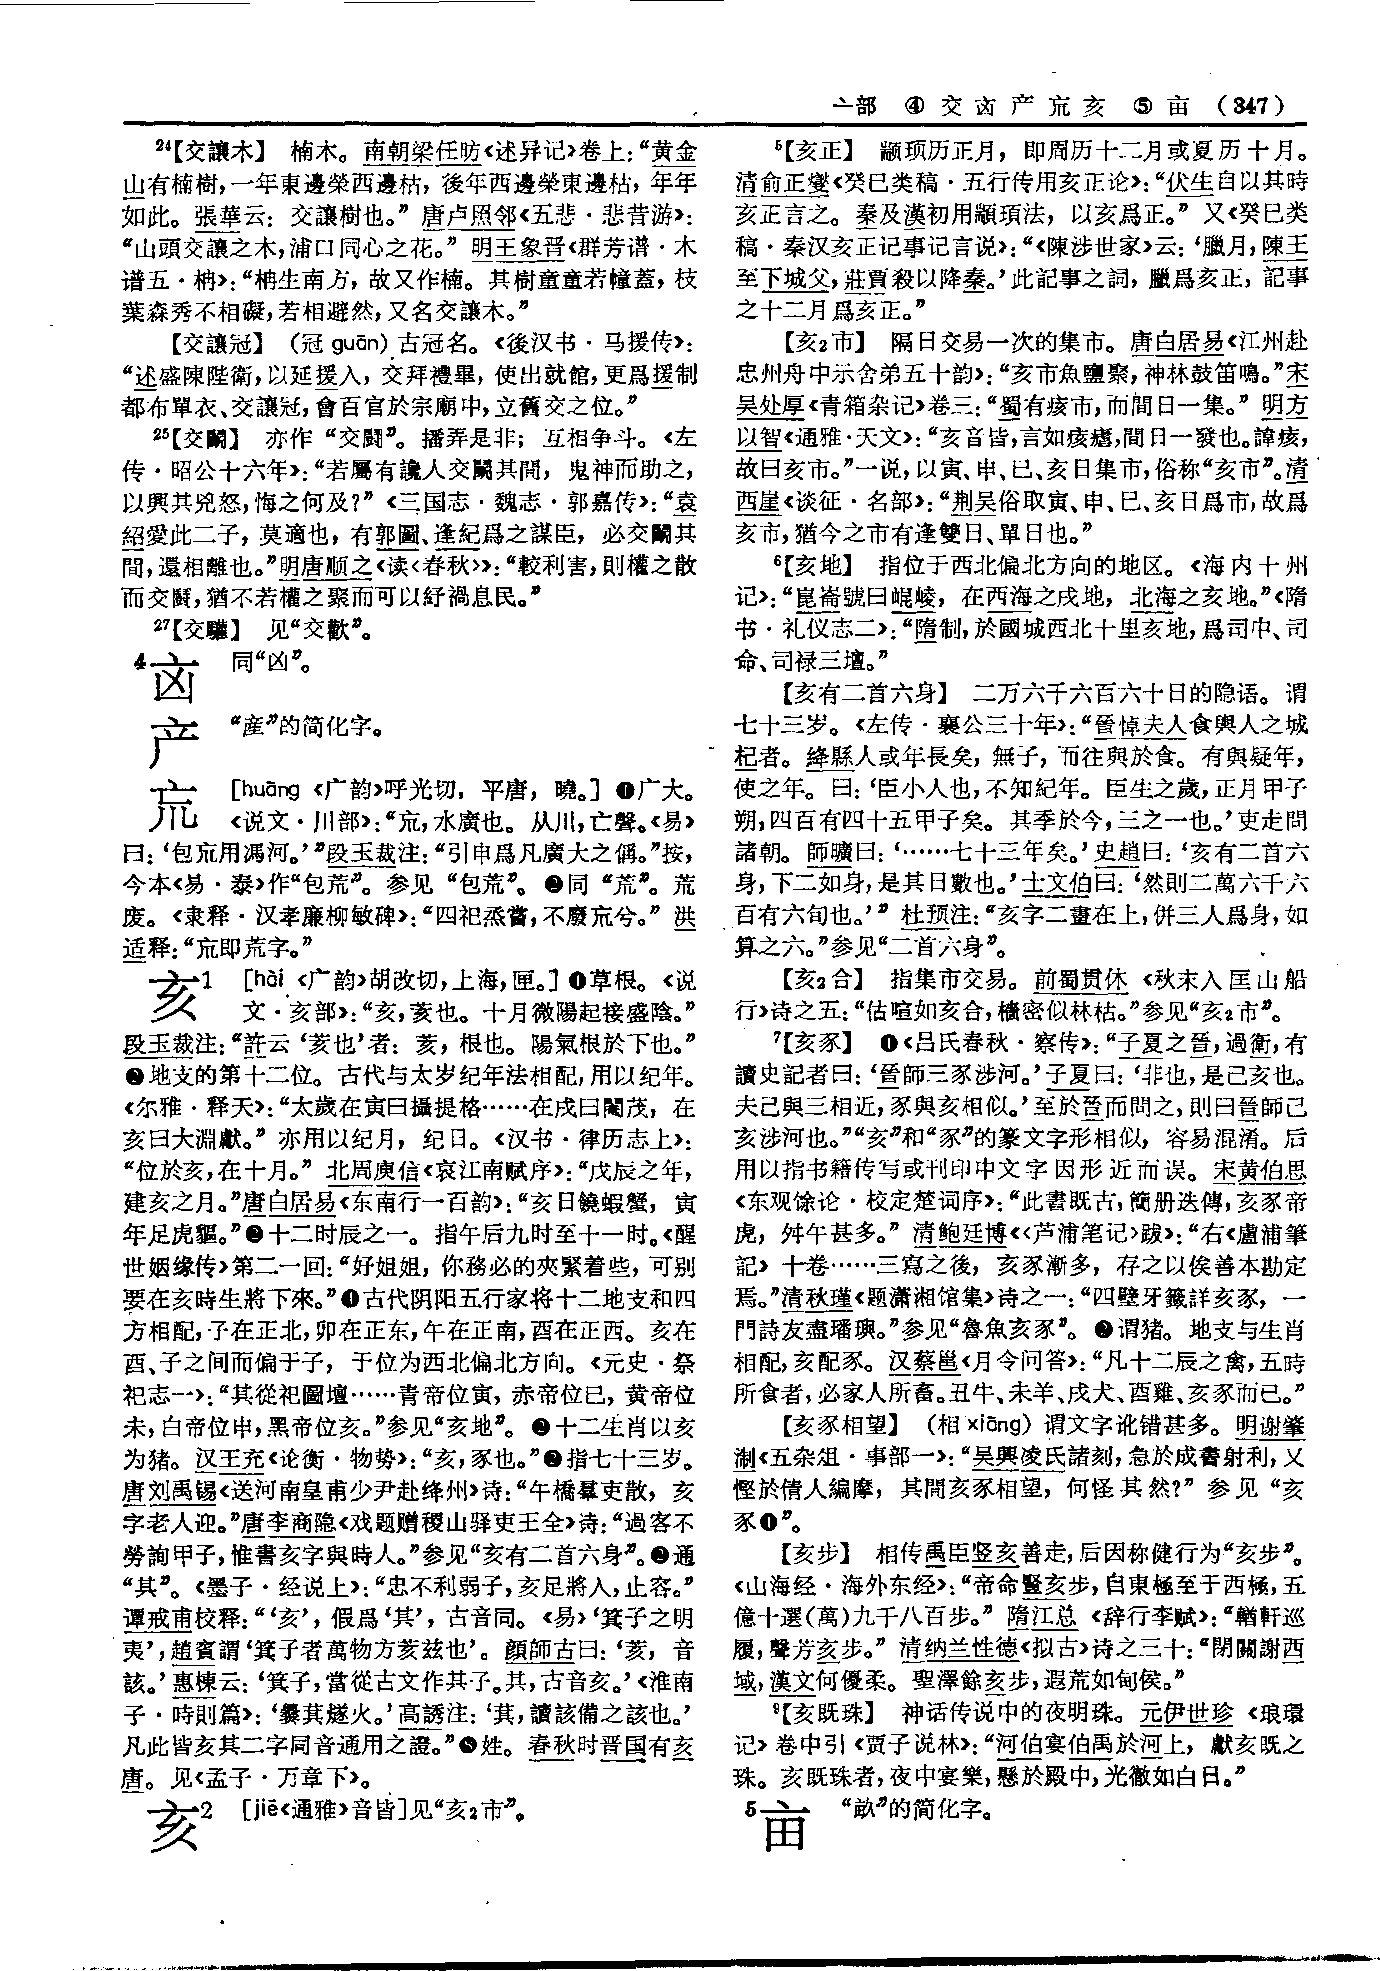 亠部 ④ 交㐫产㡃亥 ⑤ 亩 (347)
²⁴【交讓木】 楠木。南朝梁任昉《述异记》卷上：“黄金
山有楠樹，一年東邊榮西邊枯，後年西邊榮東邊枯，年年
如此。張華云：交讓樹也。” 唐卢照邻《五悲·悲昔游》：
“山頭交讓之木，浦口同心之花。” 明王象晋《群芳谱·木
谱五·枏》：“枏生南方，故又作楠。其樹童童若幢蓋，枝
葉森秀不相礙，若相避然，又名交讓木。”
【交讓冠】 （冠 guān）古冠名。《後汉书·马援传》：
“述盛陳陛衛，以延援入，交拜禮畢，使出就館，更爲援制
都布單衣、交讓冠，會百官於宗廟中，立舊交之位。”
²⁵【交鬭】 亦作“交鬪”。播弄是非；互相争斗。《左
传·昭公十六年》：“若屬有讒人交鬭其間，鬼神而助之，
以興其兇怒，悔之何及？” 《三国志·魏志·郭嘉传》：“袁
紹愛此二子，莫適也，有郭圖、逢紀爲之謀臣，必交鬭其
間，還相離也。”明唐顺之《读〈春秋〉》：“較利害，則權之散
而交鬩，猶不若權之聚而可以紓禍息民。”
²⁷【交驩】 见“交歡”。
4 㐫 同“凶”。
产 “産”的简化字。
㡃 [huāng 《广韵》呼光切，平唐，曉。] ❶广大。
《说文·川部》：“㡃，水廣也。从川，亡聲。《易》
曰：‘包㡃用馮河。’”段玉裁注：“引申爲凡廣大之偁。”按，
今本《易·泰》作“包荒”。参见“包荒”。❷同“荒”。荒
废。《隶释·汉孝廉柳敏碑》：“四祀烝嘗，不廢㡃兮。” 洪
适释：“㡃即荒字。”
亥1 [hài 《广韵》胡改切，上海，匣。] ❶草根。《说
文·亥部》：“亥，荄也。十月微陽起接盛陰。”
段玉裁注：“許云‘荄也’者：荄，根也。陽氣根於下也。”
❷地支的第十二位。古代与太岁纪年法相配，用以纪年。
《尔雅·释天》：“太歲在寅曰攝提格……在戌曰閹茂，在
亥曰大淵獻。” 亦用以纪月，纪日。《汉书·律历志上》：
“位於亥，在十月。” 北周庾信《哀江南赋序》：“戊辰之年，
建亥之月。”唐白居易《东南行一百韵》：“亥日饒蝦蟹，寅
年足虎貙。”❸十二时辰之一。指午后九时至十一时。《醒
世姻缘传》第二一回：“好姐姐，你務必的夾緊着些，可别
要在亥時生將下來。”❹古代阴阳五行家将十二地支和四
方相配，子在正北，卯在正东，午在正南，酉在正西。亥在
酉、子之间而偏于子，于位为西北偏北方向。《元史·祭
祀志一》：“其從祀圜壇……青帝位寅，赤帝位巳，黄帝位
未，白帝位申，黑帝位亥。”参见“亥地”。❺十二生肖以亥
为猪。汉王充《论衡·物势》：“亥，豕也。”❻指七十三岁。
唐刘禹锡《送河南皇甫少尹赴绛州》诗：“午橋羣吏散，亥
字老人迎。”唐李商隐《戏题赠稷山驿吏王全》诗：“過客不
勞詢甲子，惟書亥字與時人。”参见“亥有二首六身”。❼通
“其”。《墨子·经说上》：“忠不利弱子，亥足將入，止容。”
谭戒甫校释：“‘亥’，假爲‘其’，古音同。《易》‘箕子之明
夷’；趙賓謂‘箕子者萬物方荄兹也’。顔師古曰：‘荄，音
該。’惠棟云：‘箕子，當從古文作其子。其，古音亥。’《淮南
子·時則篇》：‘爨萁燧火。’高誘注：‘萁，讀該備之該也。’
凡此皆亥其二字同音通用之證。”❽姓。春秋时晋国有亥
唐。见《孟子·万章下》。
亥2 [jiē《通雅》音皆]见“亥₂市”。
⁵【亥正】 颛顼历正月，即周历十二月或夏历十月。
清俞正燮《癸巳类稿·五行传用亥正论》：“伏生自以其時
亥正言之。秦及漢初用顓頊法，以亥爲正。” 又《癸巳类
稿·秦汉亥正记事记言说》：“《陳涉世家》云：‘臘月，陳王
至下城父，莊賈殺以降秦。’此記事之詞，臘爲亥正，記事
之十二月爲亥正。”
【亥₂市】 隔日交易一次的集市。唐白居易《江州赴
忠州舟中示舍弟五十韵》：“亥市魚鹽聚，神林鼓笛鳴。”宋
吴处厚《青箱杂记》卷三：“蜀有痎市，而間日一集。” 明方
以智《通雅·天文》：“亥音皆，言如痎瘧，間日一發也。諱痎，
故曰亥市。”一说，以寅、申、巳、亥日集市，俗称“亥市”。清
西崖《谈征·名部》：“荆吴俗取寅、申、巳、亥日爲市，故爲
亥市，猶今之市有逢雙日、單日也。”
⁶【亥地】 指位于西北偏北方向的地区。《海内十州
记》：“崑崙號曰崐崚，在西海之戌地，北海之亥地。”《隋
书·礼仪志二》：“隋制，於國城西北十里亥地，爲司中、司
命、司禄三壇。”
【亥有二首六身】 二万六千六百六十日的隐语。谓
七十三岁。《左传·襄公三十年》：“晉悼夫人食輿人之城
杞者。絳縣人或年長矣，無子，而往與於食。有與疑年，
使之年。曰：‘臣小人也，不知紀年。臣生之歲，正月甲子
朔，四百有四十五甲子矣。其季於今，三之一也。’吏走問
諸朝。師曠曰：‘……七十三年矣。’史趙曰：‘亥有二首六
身，下二如身，是其日數也。’士文伯曰：‘然則二萬六千六
百有六旬也。’” 杜预注：“亥字二畫在上，併三人爲身，如
算之六。”参见“二首六身”。
【亥₂合】 指集市交易。前蜀贯休《秋末入匡山船
行》诗之五：“估喧如亥合，檣密似林枯。”参见“亥₂市”。
⁷【亥豕】 ❶《吕氏春秋·察传》：“子夏之晉，過衛，有
讀史記者曰：‘晉師三豕涉河。’子夏曰：‘非也，是己亥也。
夫己與三相近，豕與亥相似。’至於晉而問之，則曰晉師己
亥涉河也。”“亥”和“豕”的篆文字形相似，容易混淆。后
用以指书籍传写或刊印中文字因形近而误。宋黄伯思
《东观馀论·校定楚词序》：“此書既古，簡册迭傳，亥豕帝
虎，舛午甚多。” 清鲍廷博《〈芦浦笔记〉跋》：“右《盧浦筆
記》十卷……三寫之後，亥豕漸多，存之以俟善本勘定
焉。”清秋瑾《题潇湘馆集》诗之一：“四壁牙籤詳亥豕，一
門詩友盡璠璵。”参见“魯魚亥豕”。❷谓猪。地支与生肖
相配，亥配豕。汉蔡邕《月令问答》：“凡十二辰之禽，五時
所食者，必家人所畜。丑牛、未羊、戌犬、酉雞、亥豕而已。”
【亥豕相望】 （相 xiāng）谓文字讹错甚多。明谢肇
淛《五杂俎·事部一》：“吴興凌氏諸刻，急於成書射利，又
慳於倩人編摩，其間亥豕相望，何怪其然？” 参见“亥
豕❶”。
【亥步】 相传禹臣竖亥善走，后因称健行为“亥步”。
《山海经·海外东经》：“帝命豎亥步，自東極至于西極，五
億十選(萬)九千八百步。” 隋江总《辞行李赋》：“輶軒巡
履，聲芳亥步。” 清纳兰性德《拟古》诗之三十：“閉關謝西
域，漢文何優柔。聖澤餘亥步，遐荒如甸侯。”
⁹【亥既珠】 神话传说中的夜明珠。元伊世珍《琅環
记》卷中引《贾子说林》：“河伯宴伯禹於河上，獻亥既之
珠。亥既珠者，夜中宴樂，懸於殿中，光徹如白日。”
5 亩 “畝”的简化字。